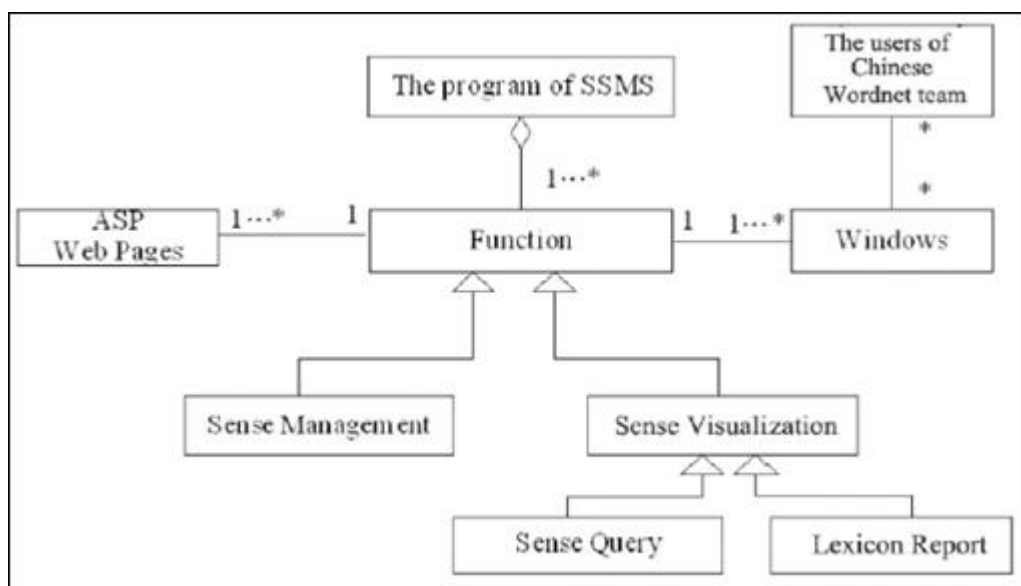 The users of
Chinese
Wordnet team
The program of SSMS
*
1···*
*
ASP
Web Pages
1···*
1
Function
1
1···*
Windows
Sense Management
Sense Visualization
Sense Query
Lexicon Report